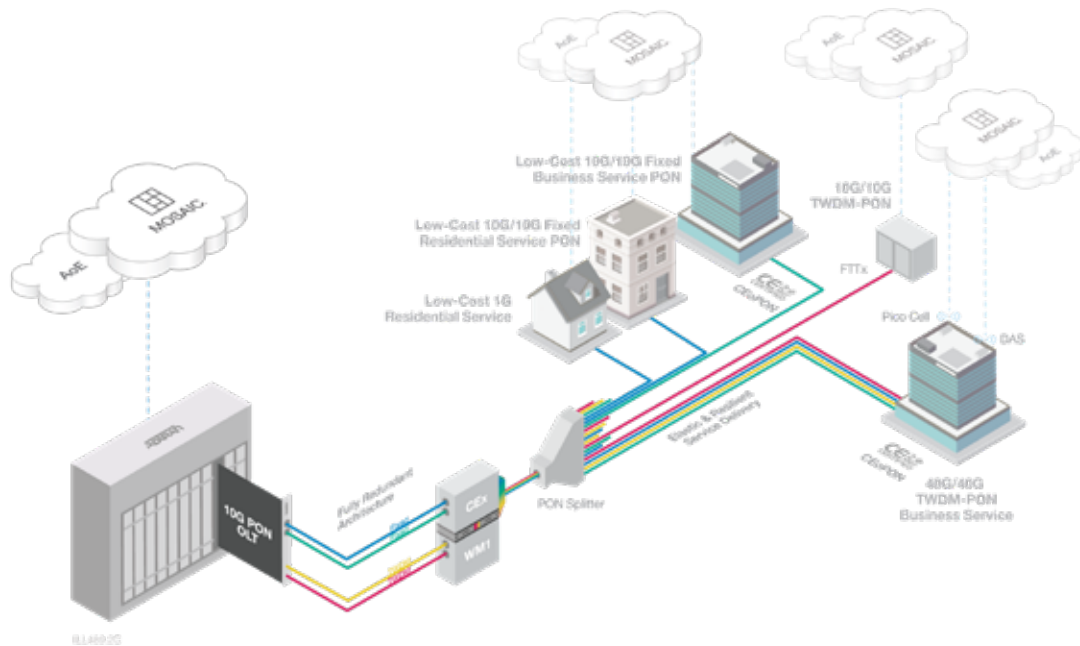 AoE
MOSAIC
AoE
MOSAIC
MOSAIC
AoE
Low-Cost 10G/10G Fixed
Business Service PON
MOSAIC.
AoE
10G/10G
TWDM-PON
Low-Cost 10G/10G Fixed
Residential Service PON
FTTx
CEoPON
Low-Cost 1G
Residential Service
Pico Cell
DAS
Elastic & Resilient
Service Delivery
Fully Redundant
Architecture
CEx
PON Splitter
10G PON
OLT
WM1
CEoPON
40G/40G
TWDM-PON
Business Service